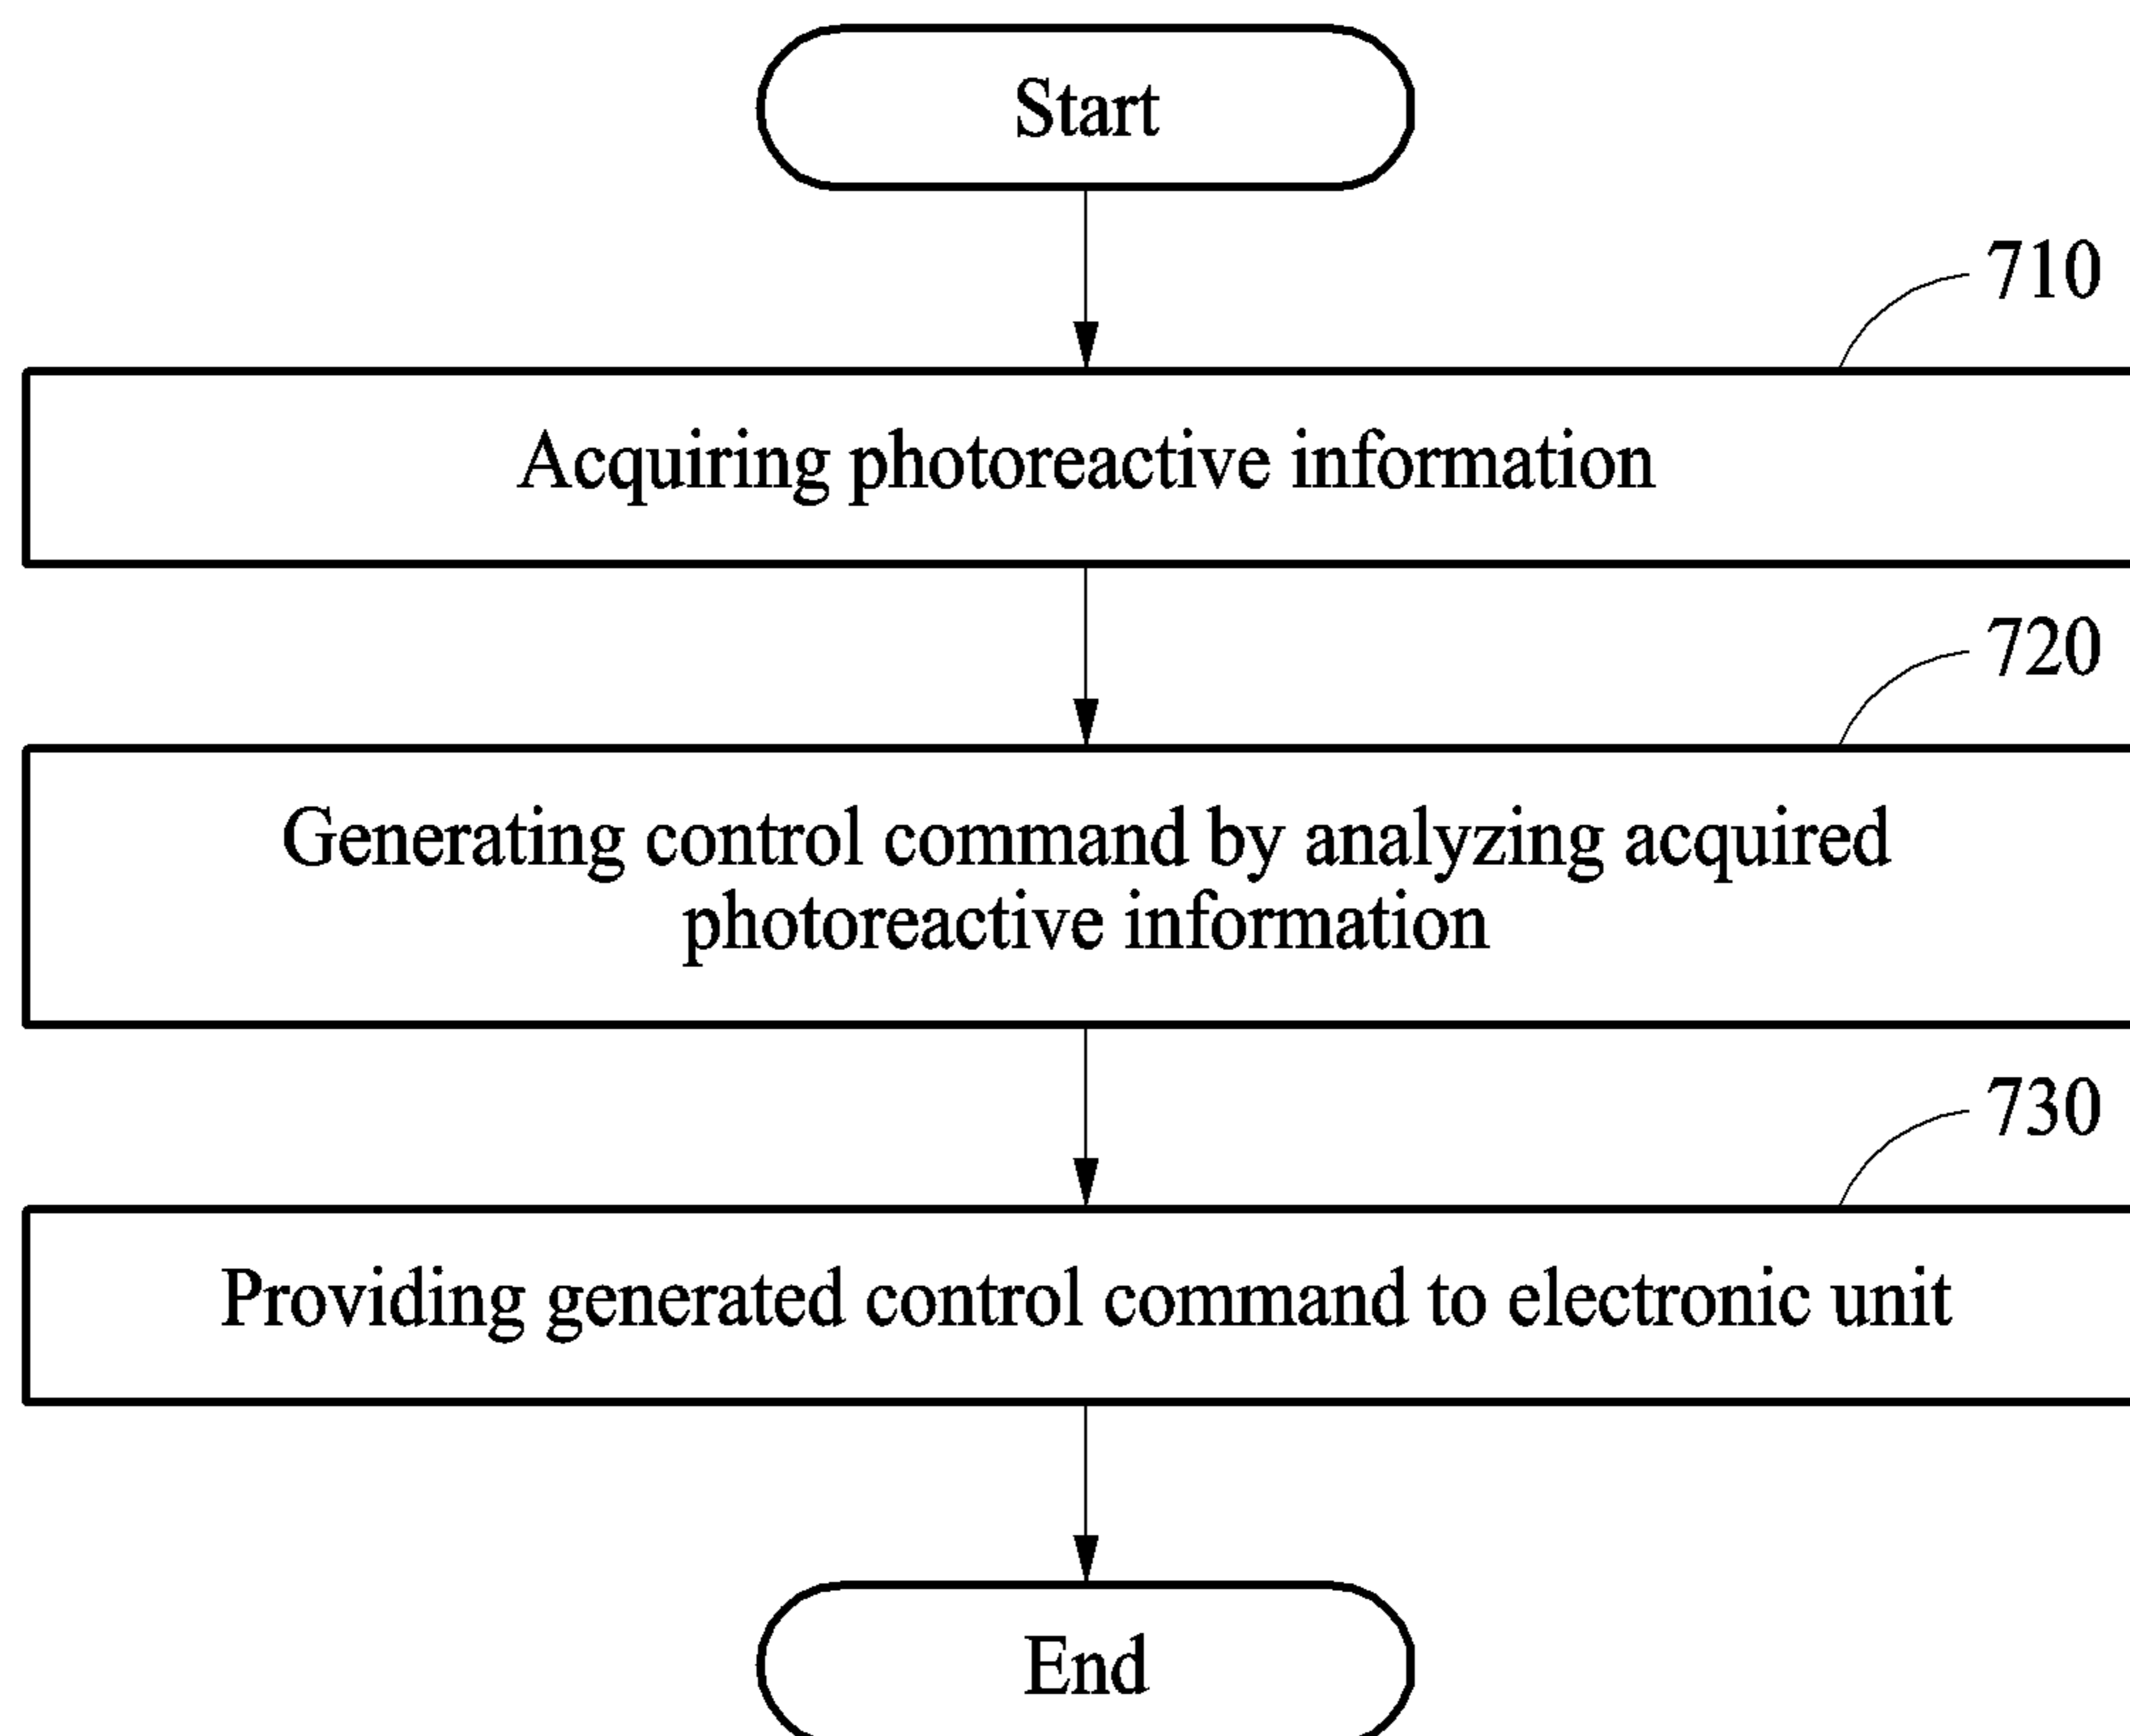 Start
710
Acquiring photoreactive information
720
Generating control command by analyzing acquired
photoreactive information
730
Providing generated control command to electronic unit
End